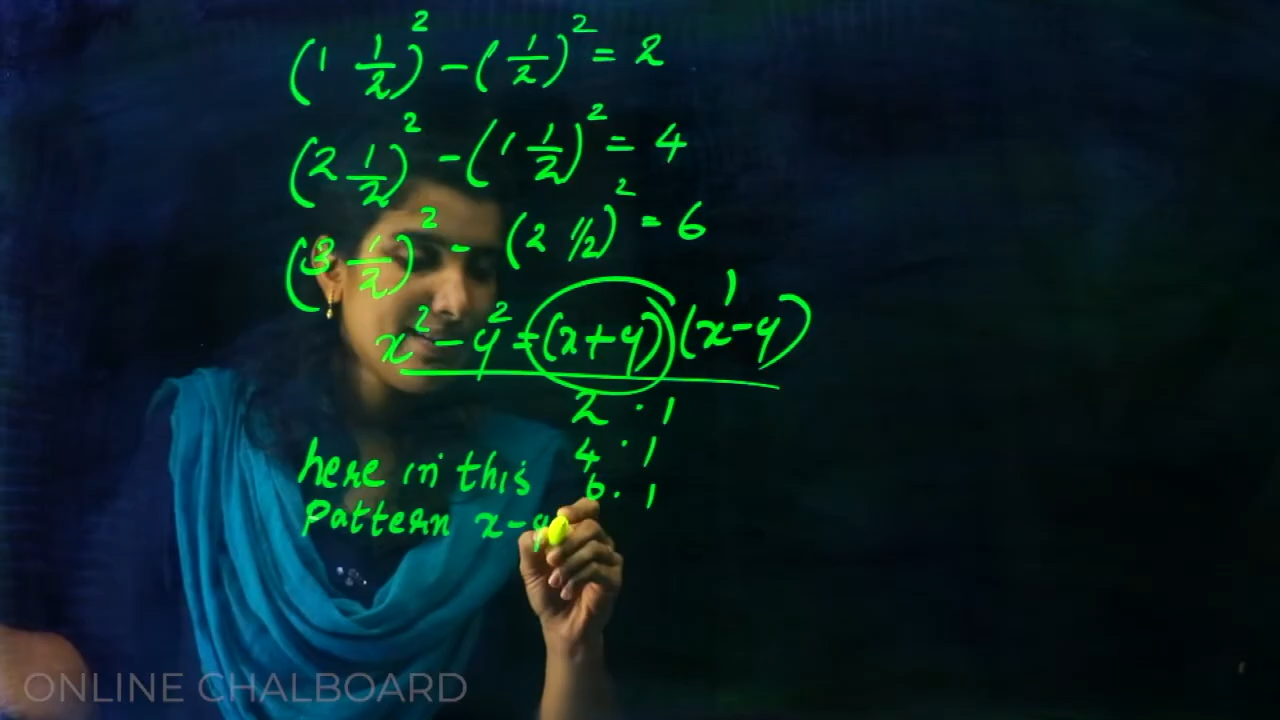 (1 1/2)² - (1/2)² = 2
(2 1/2)² - (1 1/2)² = 4
(3 1/2)² - (2 1/2)² = 6
1
x² - y² = (x+y) (x-y)
2 · 1
4 · 1
6 · 1
here in this
Pattern x-y
ONLINE CHALBOARD